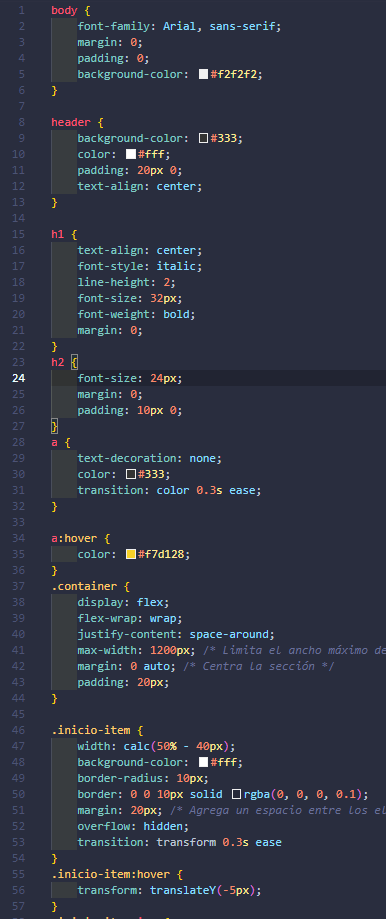 1 body {
2 font-family: Arial, sans-serif;
3 margin: 0;
4 padding: 0;
5 background-color: #f2f2f2;
6 }
7
8 header {
9 background-color: #333;
10 color: #fff;
11 padding: 20px 0;
12 text-align: center;
13 }
14
15 h1 {
16 text-align: center;
17 font-style: italic;
18 line-height: 2;
19 font-size: 32px;
20 font-weight: bold;
21 margin: 0;
22 }
23 h2 {
24 font-size: 24px;
25 margin: 0;
26 padding: 10px 0;
27 }
28 a {
29 text-decoration: none;
30 color: #333;
31 transition: color 0.3s ease;
32 }
33
34 a:hover {
35 color: #f7d128;
36 }
37 .container {
38 display: flex;
39 flex-wrap: wrap;
40 justify-content: space-around;
41 max-width: 1200px; /* Limita el ancho máximo de
42 margin: 0 auto; /* Centra la sección */
43 padding: 20px;
44 }
45
46 .inicio-item {
47 width: calc(50% - 40px);
48 background-color: #fff;
49 border-radius: 10px;
50 border: 0 0 10px solid rgba(0, 0, 0, 0.1);
51 margin: 20px; /* Agrega un espacio entre los el
52 overflow: hidden;
53 transition: transform 0.3s ease
54 }
55 .inicio-item:hover {
56 transform: translateY(-5px);
57 }